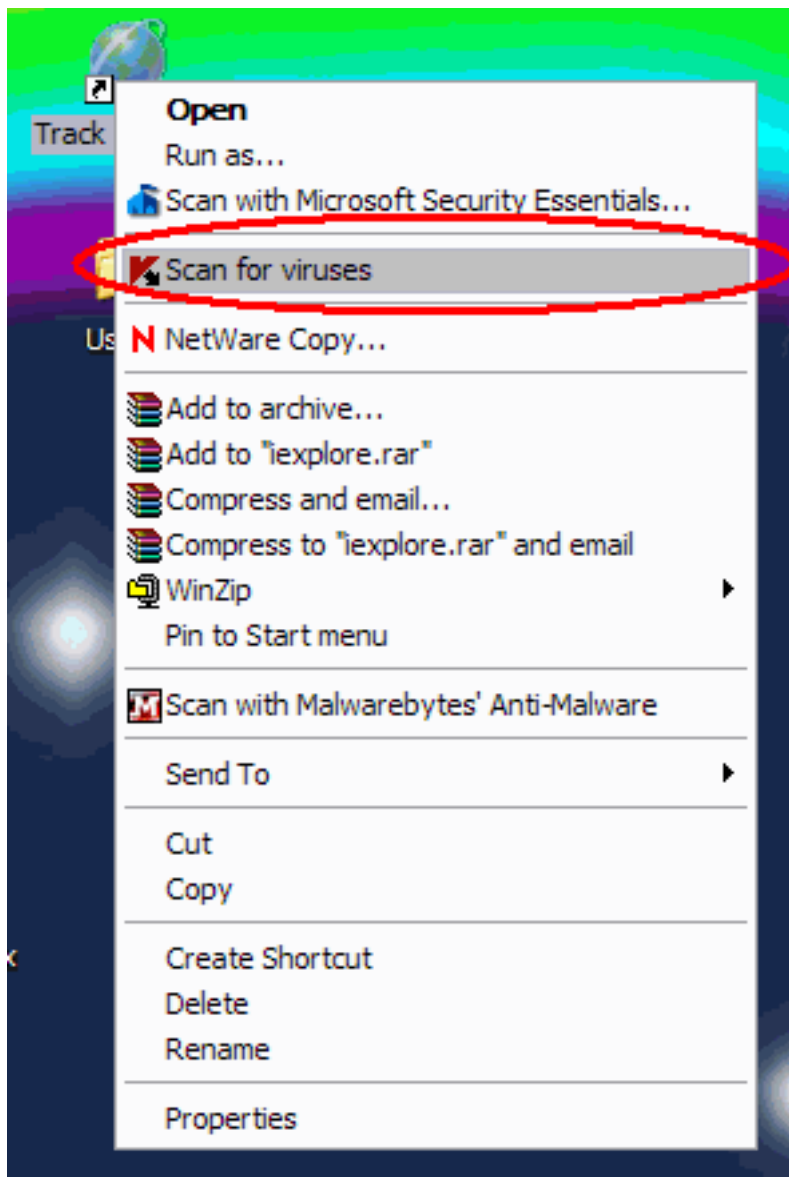 Track
Open
Run as...
Scan with Microsoft Security Essentials...
Scan for viruses
Us
N NetWare Copy...
Add to archive...
Add to "iexplore.rar"
Compress and email...
Compress to "iexplore.rar" and email
WinZip
Pin to Start menu
M Scan with Malwarebytes' Anti-Malware
Send To
Cut
Copy
x
Create Shortcut
Delete
Rename
Properties